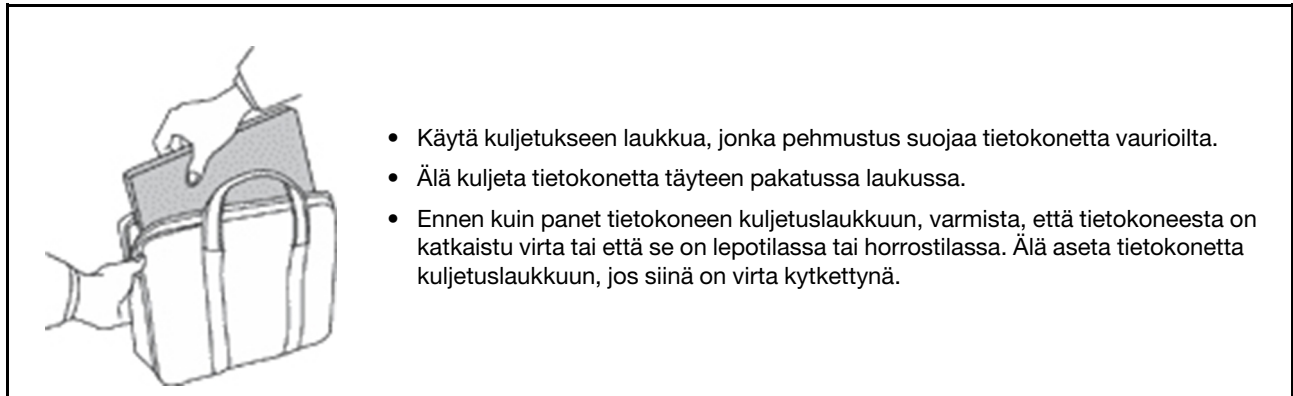 • Käytä kuljetukseen laukkua, jonka pehmustus suojaa tietokonetta vaurioilta.
• Älä kuljeta tietokonetta täyteen pakatussa laukussa.
• Ennen kuin panet tietokoneen kuljetuslaukkuun, varmista, että tietokoneesta on
katkaistu virta tai että se on lepotilassa tai horrostilassa. Älä aseta tietokonetta
kuljetuslaukkuun, jos siinä on virta kytkettynä.